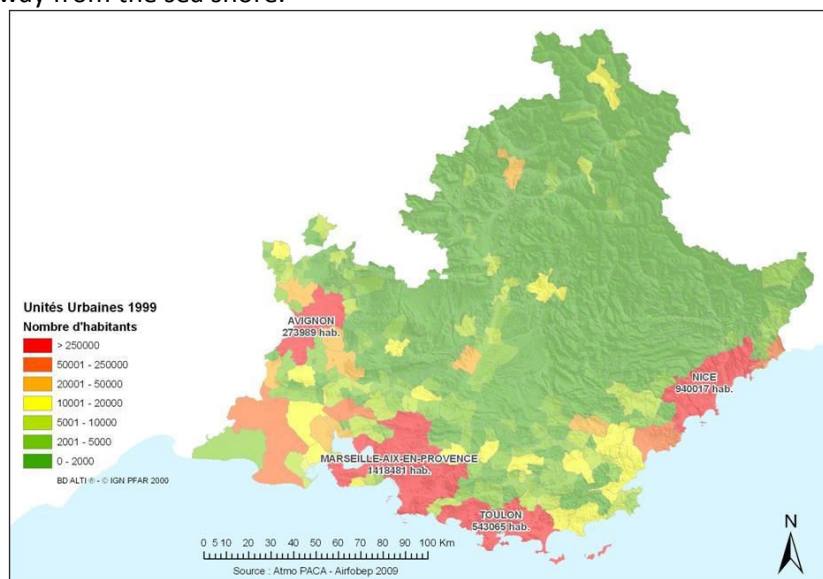 way from the sea shore.
AVIGNON
273989 hab.
NICE
940017 hab.
MARSEILLE-AIX-EN-PROVENCE
1418481 hab.
TOULON
543065 hab.
Unités Urbaines 1999
Nombre d'habitants
> 250000
50001 - 250000
20001 - 50000
10001 - 20000
5001 - 10000
2001 - 5000
0 - 2000
BD ALTI ® - © IGN PFAR 2000
0 5 10 20 30 40 50 60 70 80 90 100 Km
Source : Atmo PACA - Airfobep 2009
N